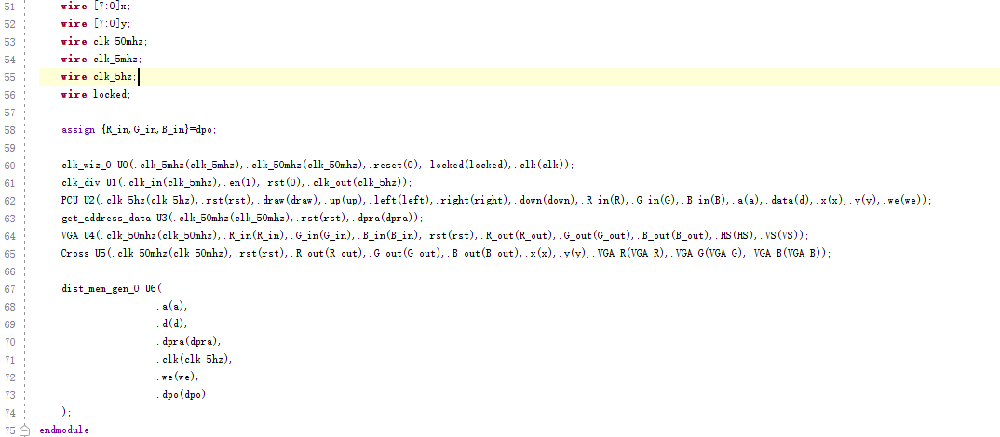 51 wire [7:0]x;
52 wire [7:0]y;
53 wire clk_50mhz;
54 wire clk_5mhz;
55 wire clk_5hz;
56 wire locked;
57
58 assign {R_in,G_in,B_in}=dpo;
59
60 clk_wiz_0 U0(.clk_5mhz(clk_5mhz),.clk_50mhz(clk_50mhz),.reset(0),.locked(locked),.clk(clk));
61 clk_div U1(.clk_in(clk_5mhz),.en(1),.rst(0),.clk_out(clk_5hz));
62 PCU U2(.clk_5hz(clk_5hz),.rst(rst),.draw(draw),.up(up),.left(left),.right(right),.down(down),.R_in(R),.G_in(G),.B_in(B),.a(a),.data(d),.x(x),.y(y),.we(we));
63 get_address_data U3(.clk_50mhz(clk_50mhz),.rst(rst),.dpra(dpra));
64 VGA U4(.clk_50mhz(clk_50mhz),.R_in(R_in),.G_in(G_in),.B_in(B_in),.rst(rst),.R_out(R_out),.G_out(G_out),.B_out(B_out),.HS(HS),.VS(VS));
65 Cross U5(.clk_50mhz(clk_50mhz),.rst(rst),.R_out(R_out),.G_out(G_out),.B_out(B_out),.x(x),.y(y),.VGA_R(VGA_R),.VGA_G(VGA_G),.VGA_B(VGA_B));
66
67 dist_mem_gen_0 U6(
68 .a(a),
69 .d(d),
70 .dpra(dpra),
71 .clk(clk_5hz),
72 .we(we),
73 .dpo(dpo)
74 );
75 endmodule